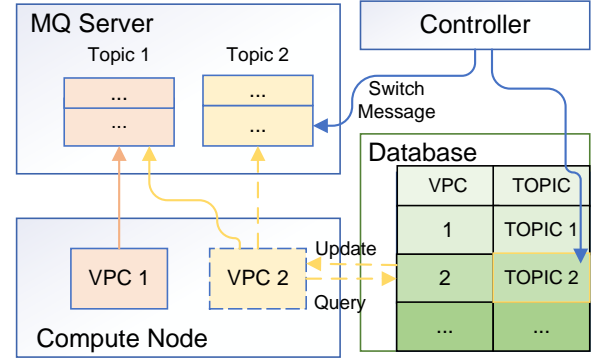 MQ Server
Topic 1
Topic 2
...
...
...
...
Controller
Switch
Message
Database
VPC TOPIC
1 TOPIC 1
2 TOPIC 2
... ...
VPC 1
VPC 2
Update
Query
Compute Node